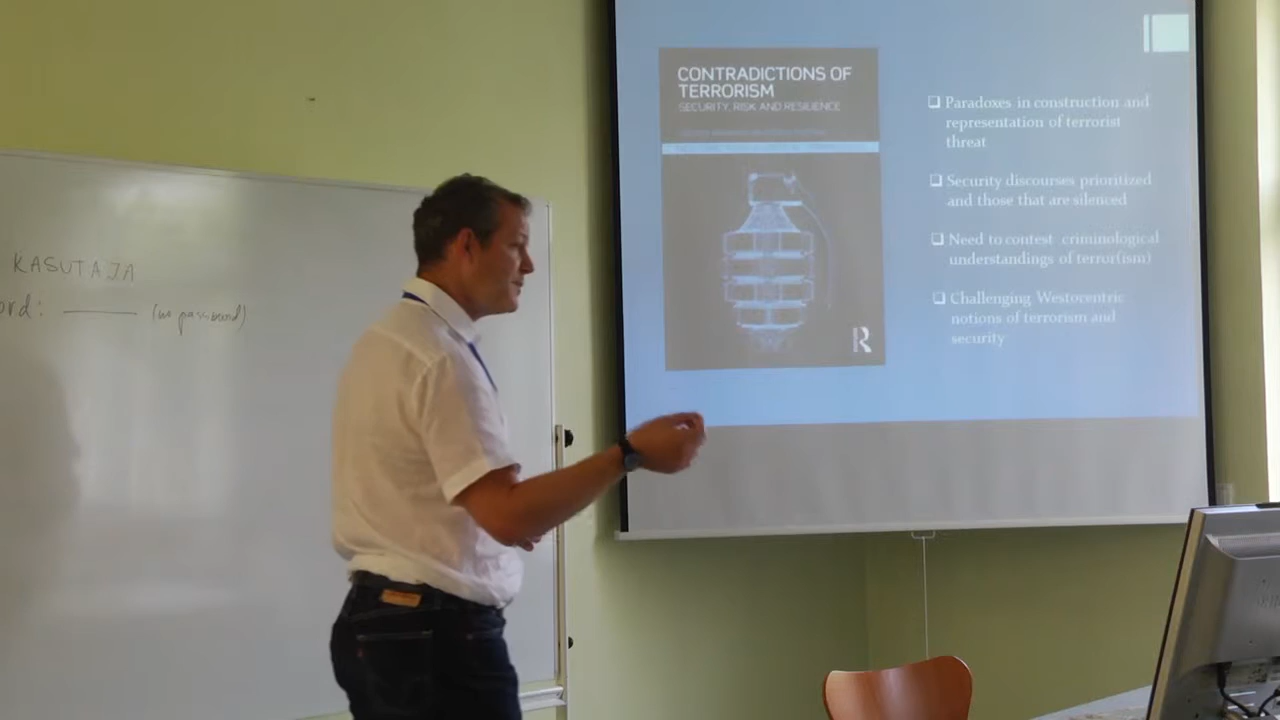 KASUTAJA
ord: ——— (no password)
CONTRADICTIONS OF
TERRORISM
SECURITY, RISK AND RESILIENCE
R
❑ Paradoxes in construction and
representation of terrorist
threat
❑ Security discourses prioritized
and those that are silenced
❑ Need to contest criminological
understandings of terror(ism)
❑ Challenging Westocentric
notions of terrorism and
security